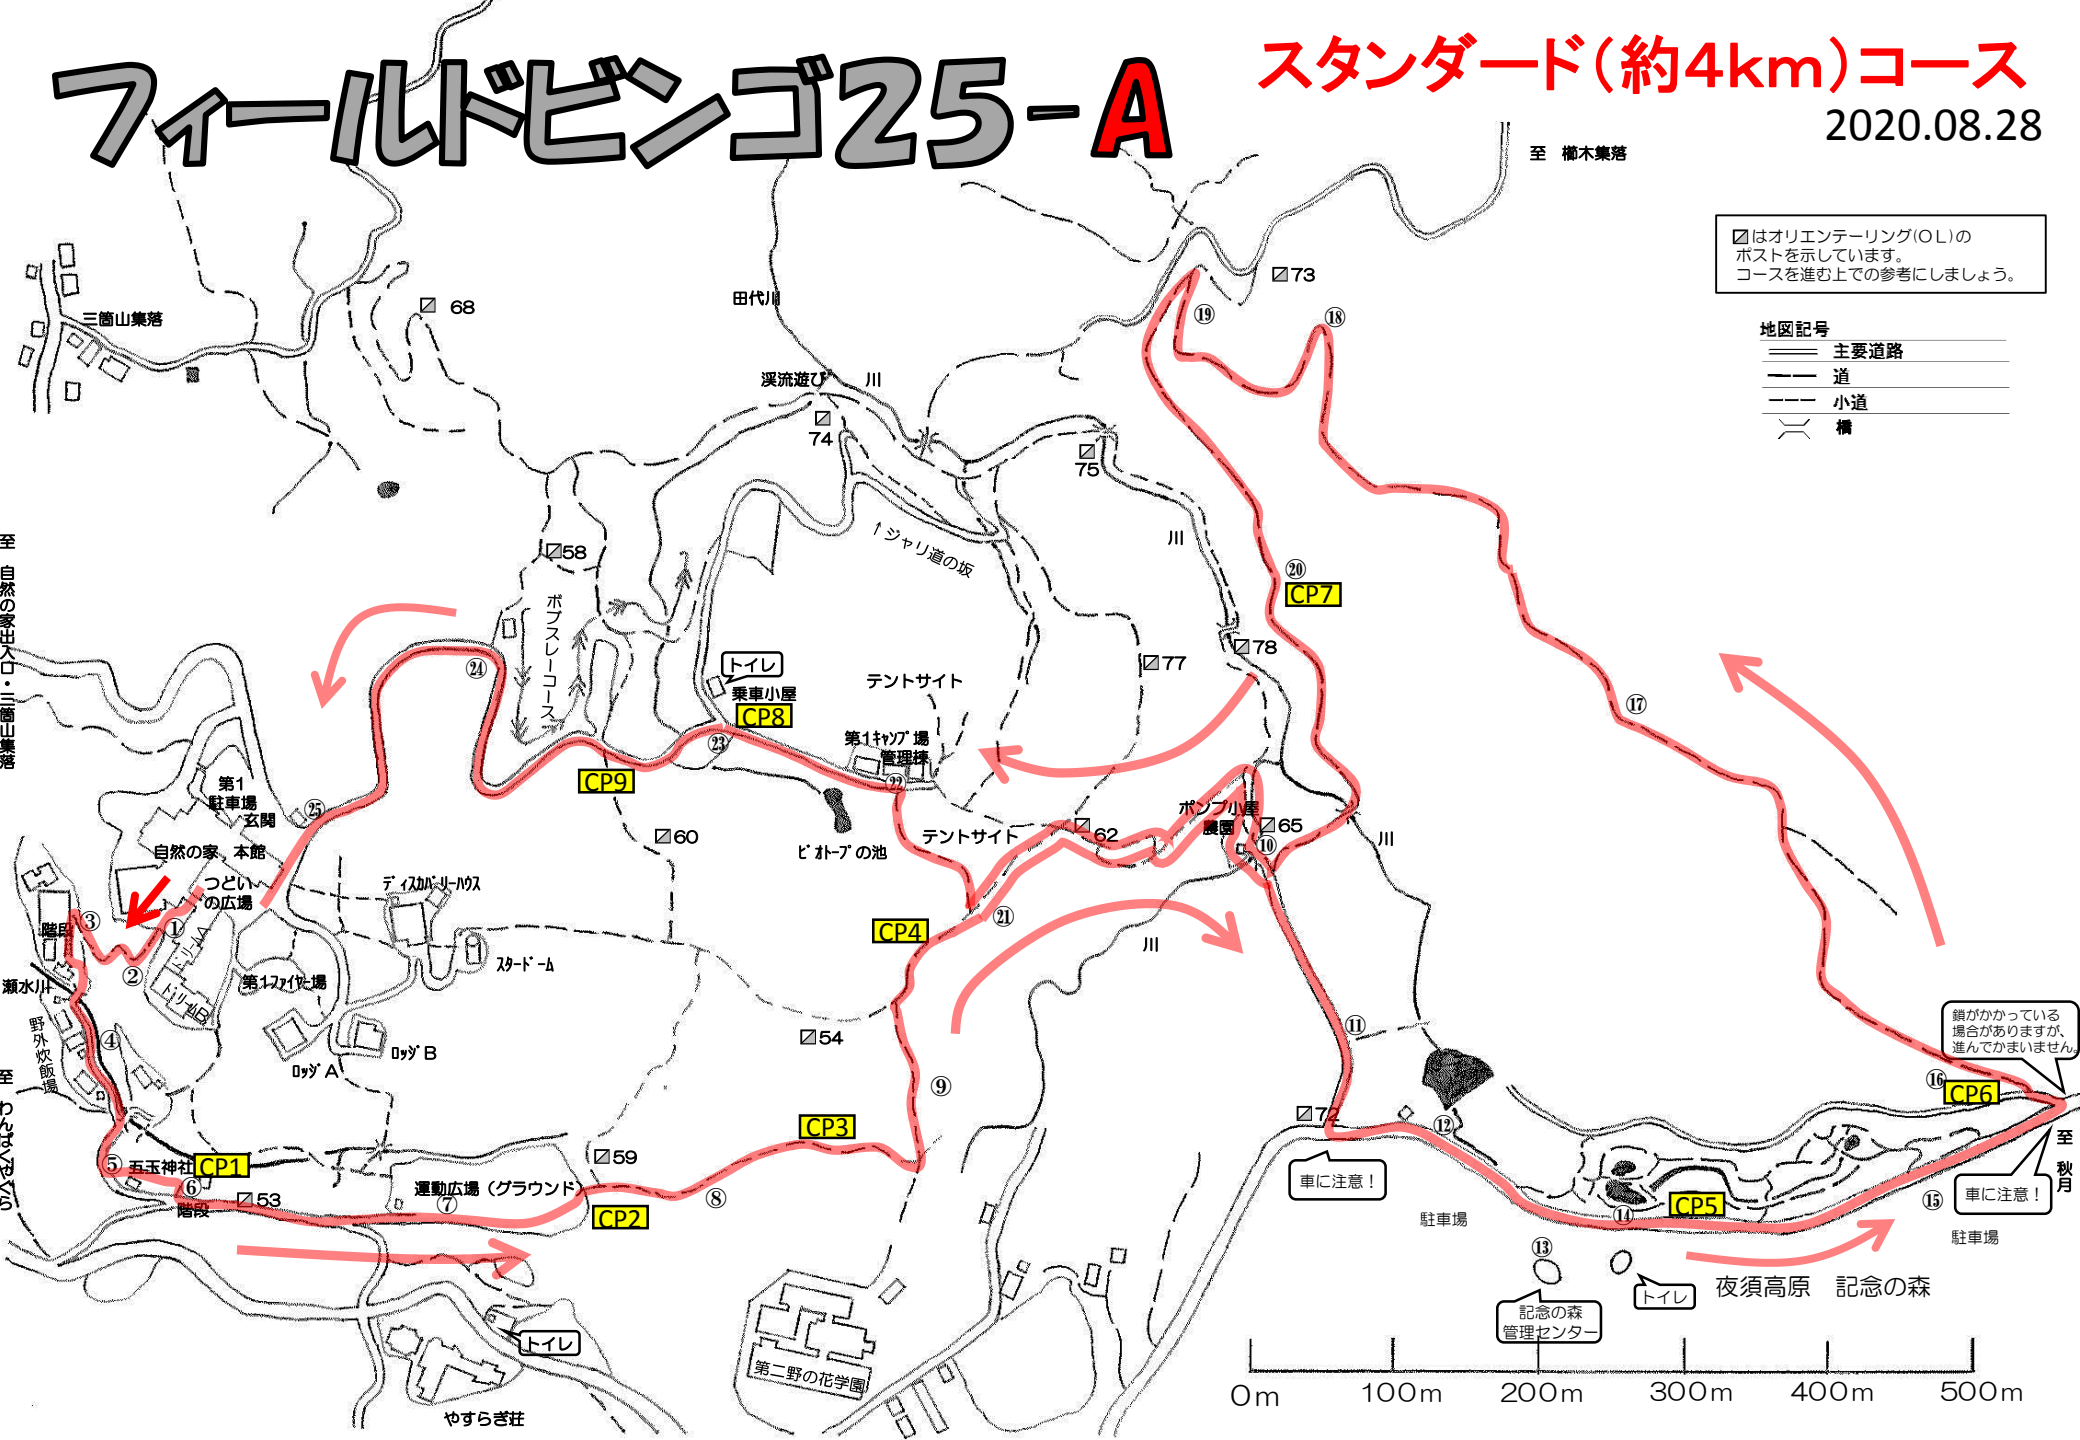 フィールドビンゴ25-A
スタンダード(約4km)コース
2020.08.28
至 櫛木集落
☑はオリエンテーリング(OL)の
ポストを示しています。
コースを進む上での参考にしましょう。
地図記号
主要道路
道
小道
橋
三箇山集落
68
田代川
渓流遊び
川
74
75
73
⑲
⑱
↑ジャリ道の坂
川
58
ボブスレーコース
⑳
CP7
78
77
至 自然の家出入口・三箇山集落
㉔
トイレ
乗車小屋
CP8
㉓
テントサイト
第1キャンプ場
管理棟
㉒
CP9
⑰
第1
駐車場
玄関
㉕
自然の家 本館
つどい
の広場
60
ビオトープの池
テントサイト
62
ポンプ小屋
農園
65
⑩
川
ディスカバリーハウス
スタードーム
CP4
㉑
川
③
階段
①
②
ドリームA
ドリームB
第1ファイヤー場
瀬水川
野外炊飯場
④
ロッジB
ロッジA
54
⑨
⑪
鎖がかかっている
場合がありますが、
進んでかまいません。
⑯
CP6
至 わんぱくやぐら
⑤
五玉神社
CP1
⑥
階段
53
運動広場(グラウンド)
⑦
59
CP2
⑧
CP3
72
⑫
車に注意!
至 秋月
車に注意!
⑮
駐車場
駐車場
⑭
CP5
⑬
記念の森
管理センター
トイレ
夜須高原 記念の森
トイレ
やすらぎ荘
第二野の花学園
0m
100m
200m
300m
400m
500m